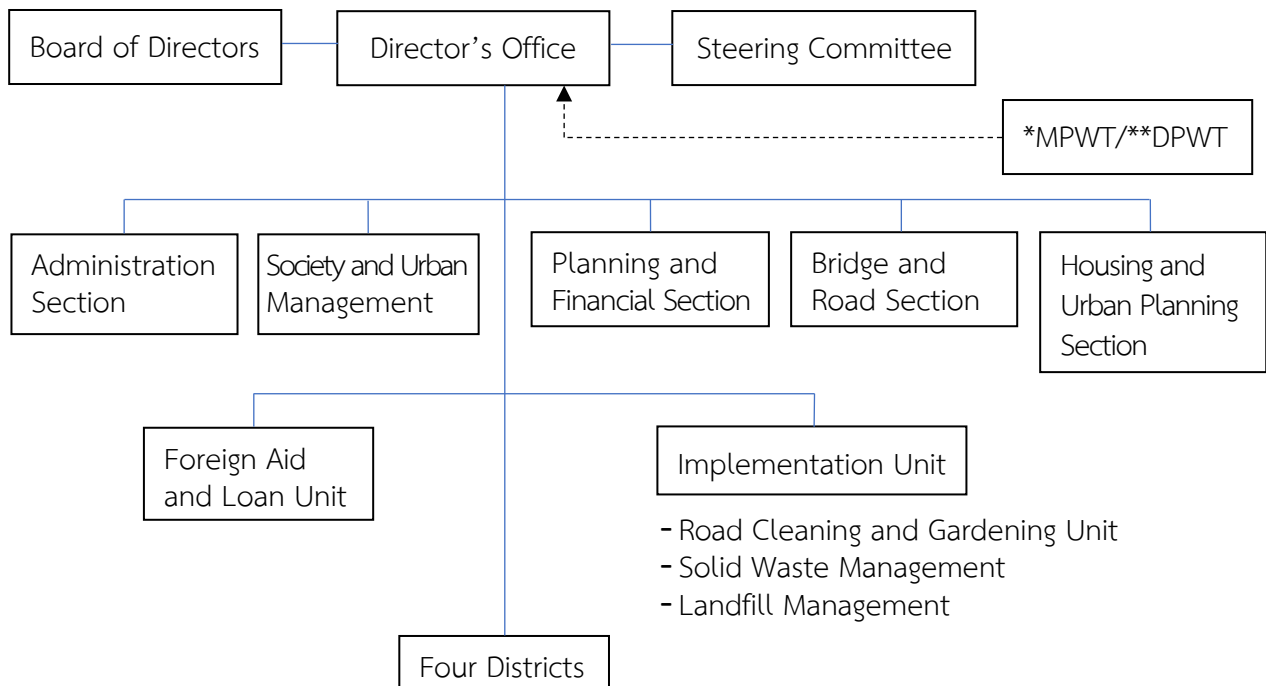 Board of Directors
Director’s Office
Steering Committee
*MPWT/**DPWT
Administration
Section
Society and Urban
Management
Planning and
Financial Section
Bridge and
Road Section
Housing and
Urban Planning
Section
Foreign Aid
and Loan Unit
Implementation Unit
- Road Cleaning and Gardening Unit
- Solid Waste Management
- Landfill Management
Four Districts